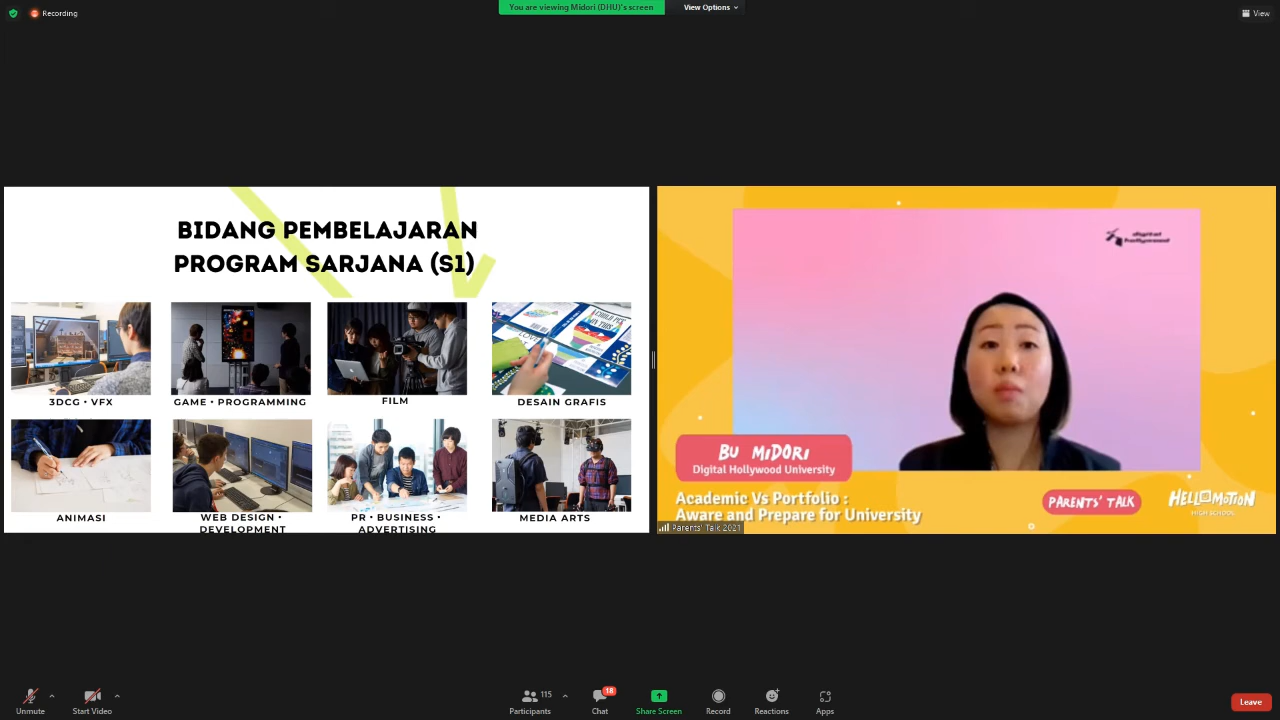 Recording
You are viewing Midori (DHU)'s screen
View Options
View
BIDANG PEMBELAJARAN
PROGRAM SARJANA (S1)
3DCG • VFX
GAME • PROGRAMMING
FILM
DESAIN GRAFIS
ANIMASI
WEB DESIGN •
DEVELOPMENT
PR • BUSINESS •
ADVERTISING
MEDIA ARTS
BU MIDORI
Digital Hollywood University
Academic Vs Portfolio :
Aware and Prepare for University
PARENTS' TALK
HELLOMOTION
HIGH SCHOOL
Parents' Talk 2021
Unmute
Start Video
115
Participants
18
Chat
Share Screen
Record
Reactions
Apps
Leave